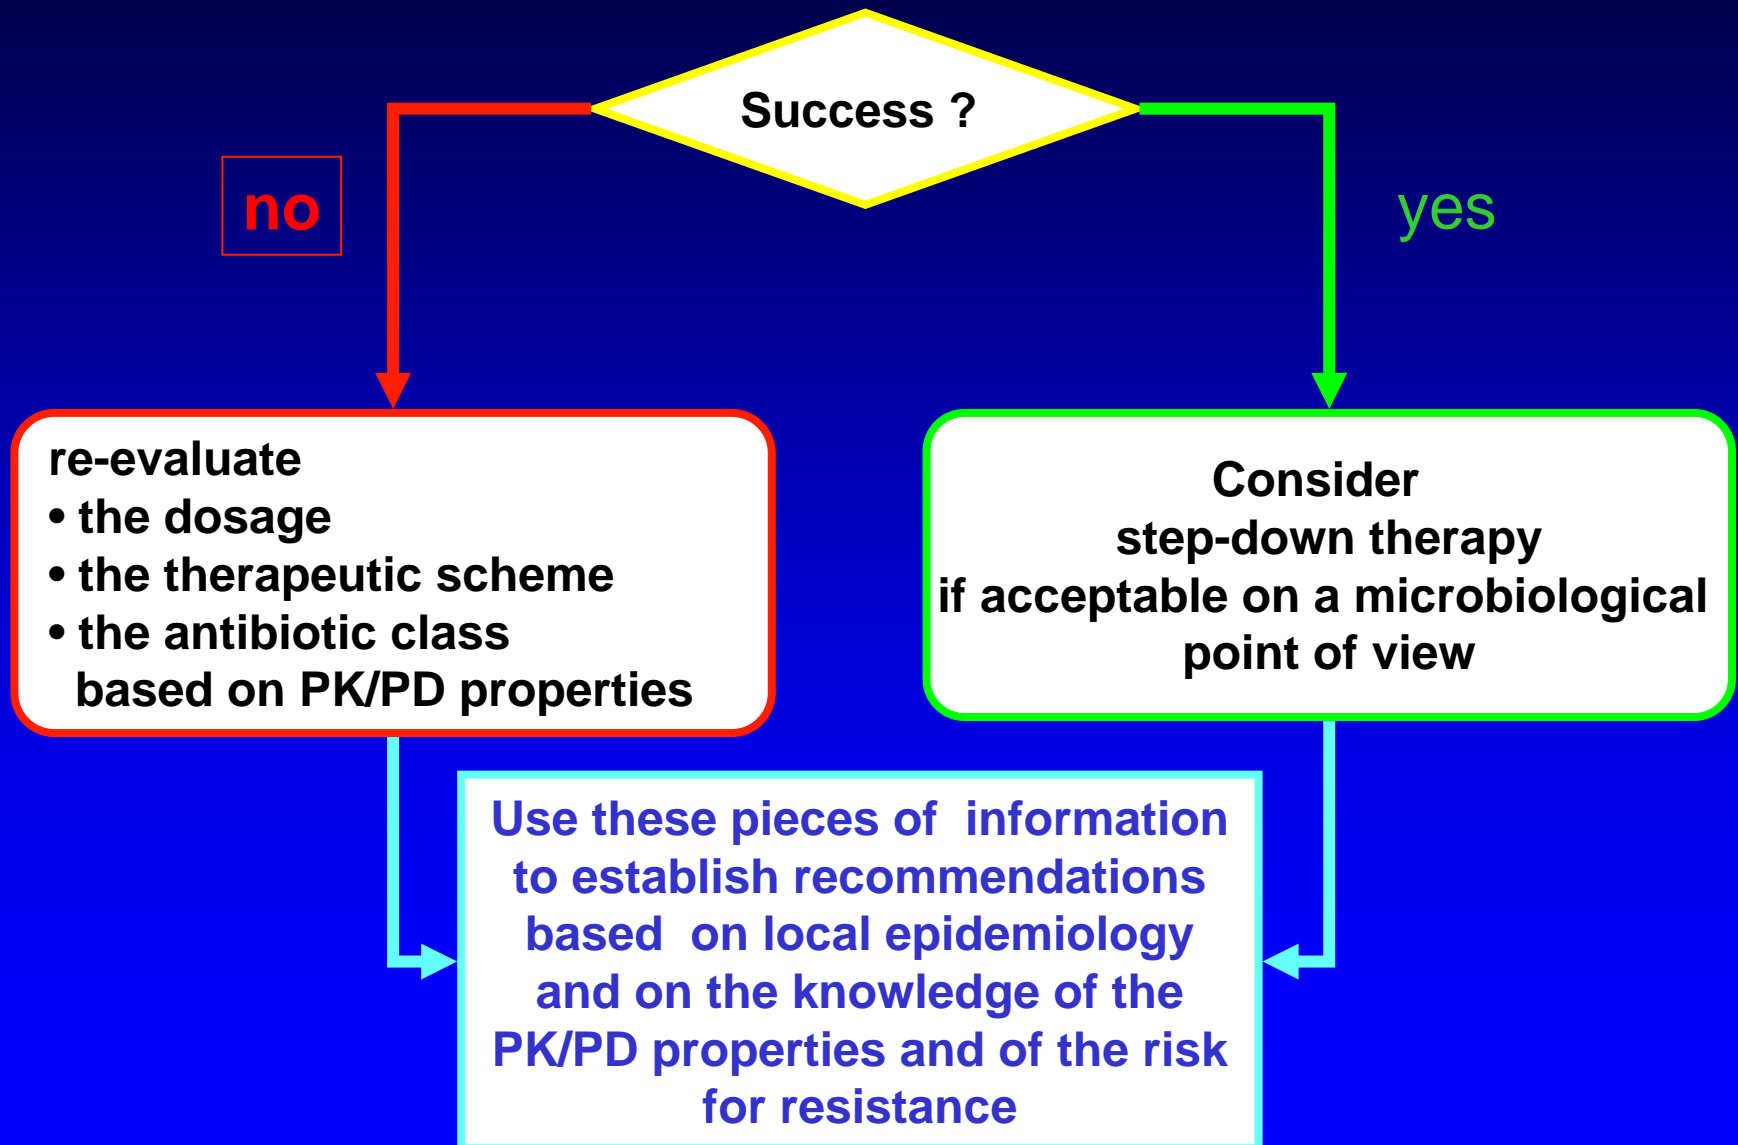 Success ?
no
yes
re-evaluate
• the dosage
• the therapeutic scheme
• the antibiotic class
based on PK/PD properties
Consider
step-down therapy
if acceptable on a microbiological
point of view
Use these pieces of  information
to establish recommendations
based  on local epidemiology
and on the knowledge of the
PK/PD properties and of the risk
for resistance